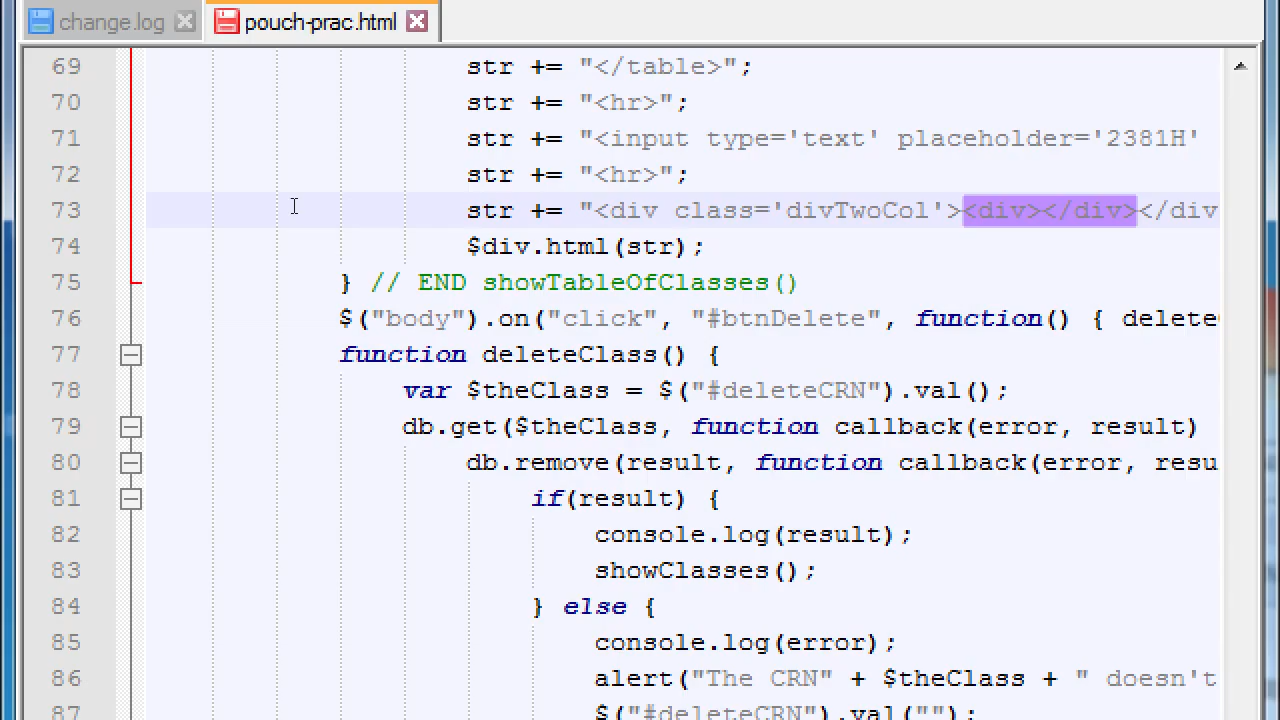 change.log pouch-prac.html
69 str += "</table>";
70 str += "<hr>";
71 str += "<input type='text' placeholder='2381H'
72 str += "<hr>";
73 str += "<div class='divTwoCol'><div></div></div
74 $div.html(str);
75 } // END showTableOfClasses()
76 $("body").on("click", "#btnDelete", function() { delete
77 function deleteClass() {
78 var $theClass = $("#deleteCRN").val();
79 db.get($theClass, function callback(error, result)
80 db.remove(result, function callback(error, resu
81 if(result) {
82 console.log(result);
83 showClasses();
84 } else {
85 console.log(error);
86 alert("The CRN" + $theClass + " doesn't
87 $("#deleteCRN").val("");